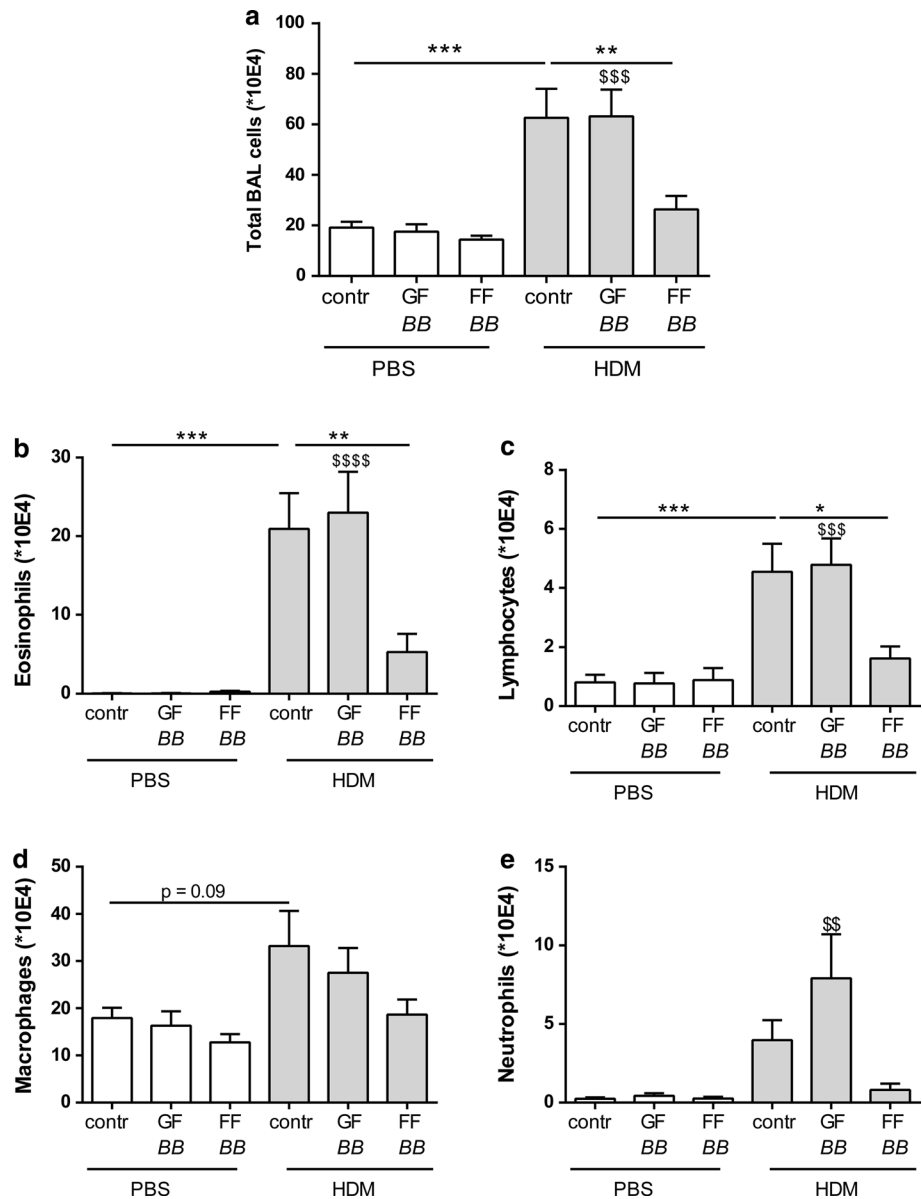 a
Total BAL cells (*10E4)
100
80
60
40
20
0
*** **
$$$
contr GF FF contr GF FF
BB BB BB BB
PBS HDM
b
Eosinophils (*10E4)
30
20
10
0
*** **
$$$$
contr GF FF contr GF FF
BB BB BB BB
PBS HDM
c
Lymphocytes (*10E4)
8
6
4
2
0
*** *
$$$
contr GF FF contr GF FF
BB BB BB BB
PBS HDM
d
Macrophages (*10E4)
50
40
30
20
10
0
p = 0.09
contr GF FF contr GF FF
BB BB BB BB
PBS HDM
e
Neutrophils (*10E4)
15
10
5
0
$$
contr GF FF contr GF FF
BB BB BB BB
PBS HDM